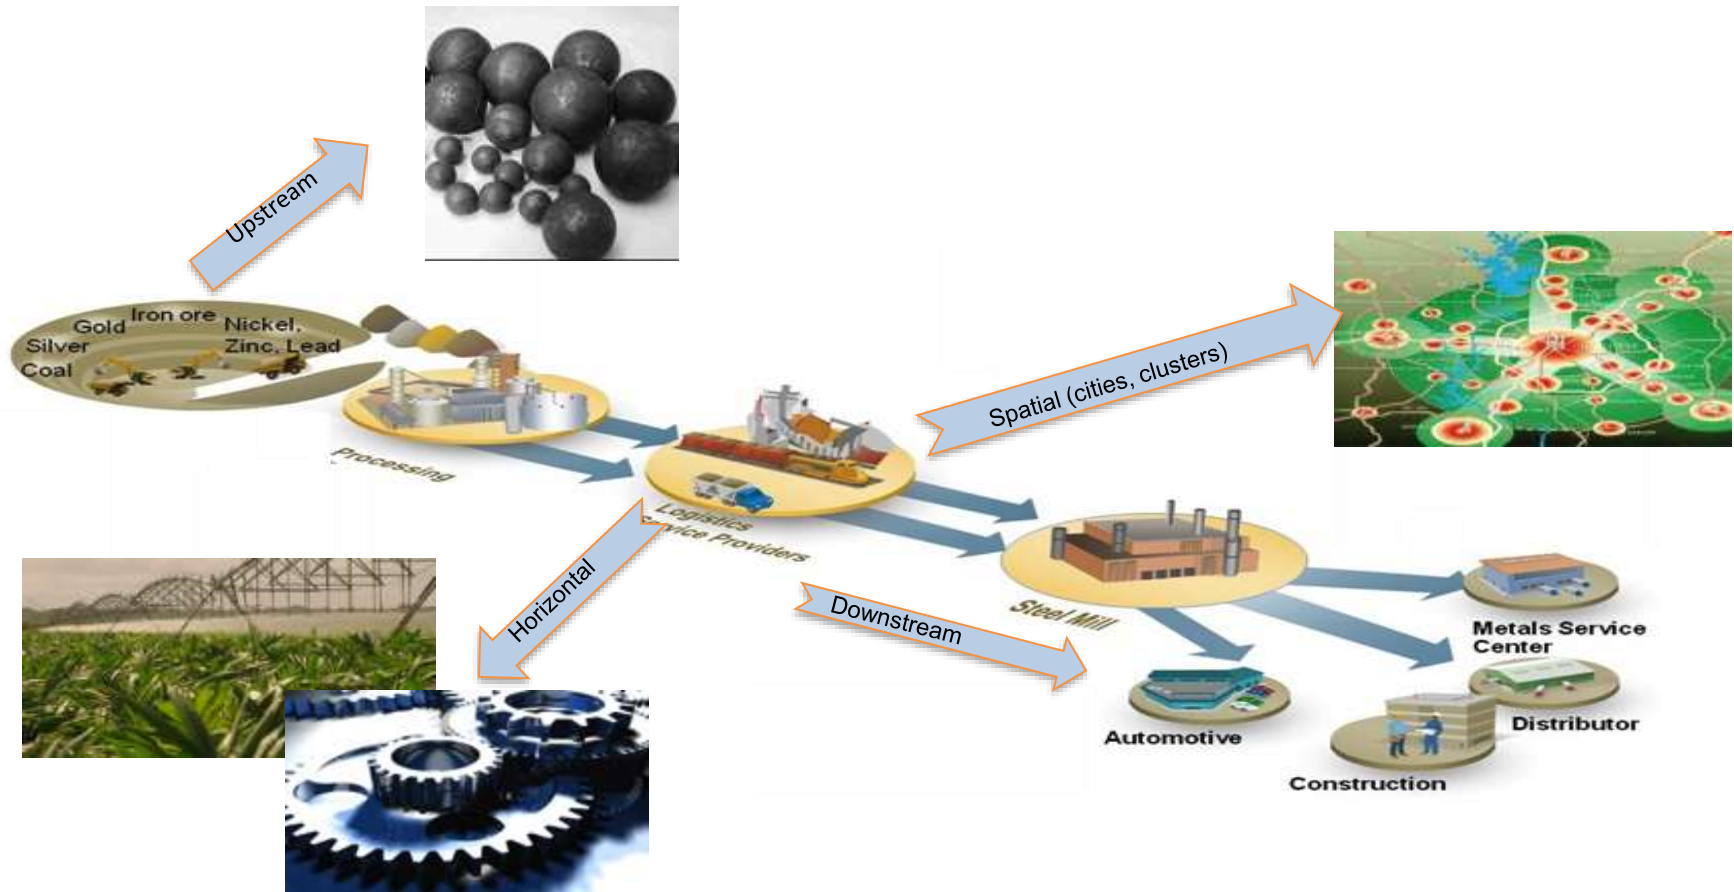 Upstream
Iron ore
Gold
Nickel,
Silver
Zinc, Lead
Coal
Spatial (cities, clusters)
Processing
Logistics
Service Providers
Horizontal
Downstream
Steel Mill
Metals Service
Center
Distributor
Automotive
Construction